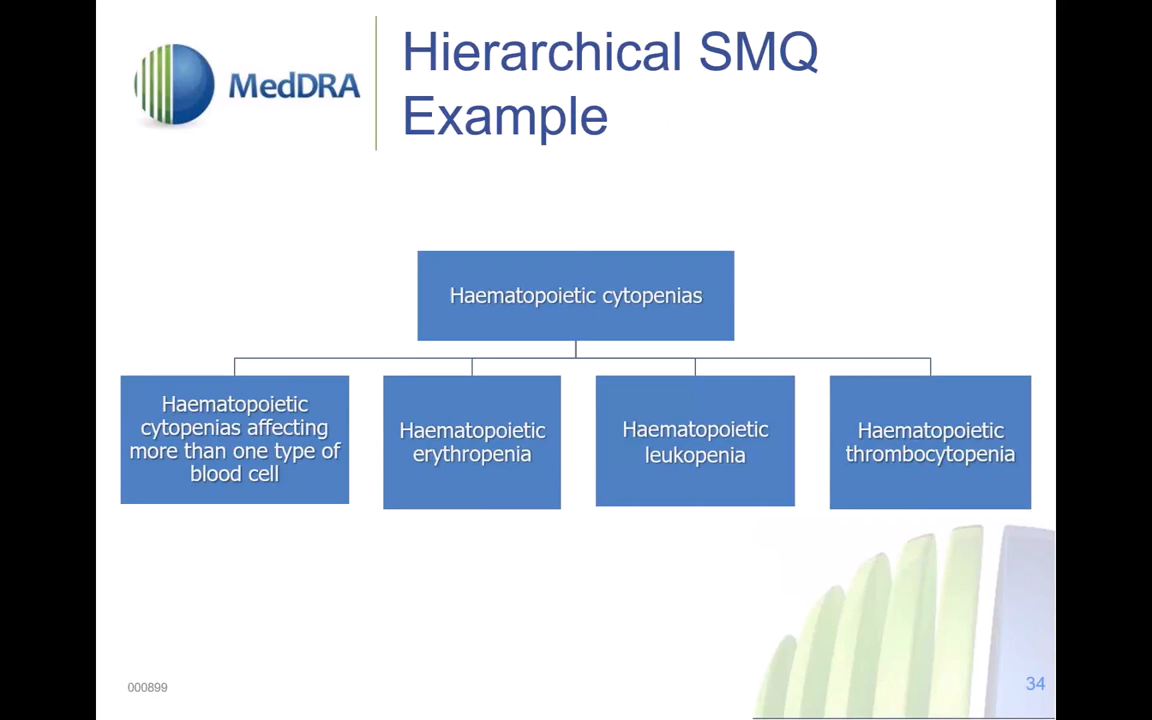 MedDRA
Hierarchical SMQ
Example
Haematopoietic cytopenias
Haematopoietic
cytopenias affecting
more than one type of
blood cell
Haematopoietic
erythropenia
Haematopoietic
leukopenia
Haematopoietic
thrombocytopenia
000899
34